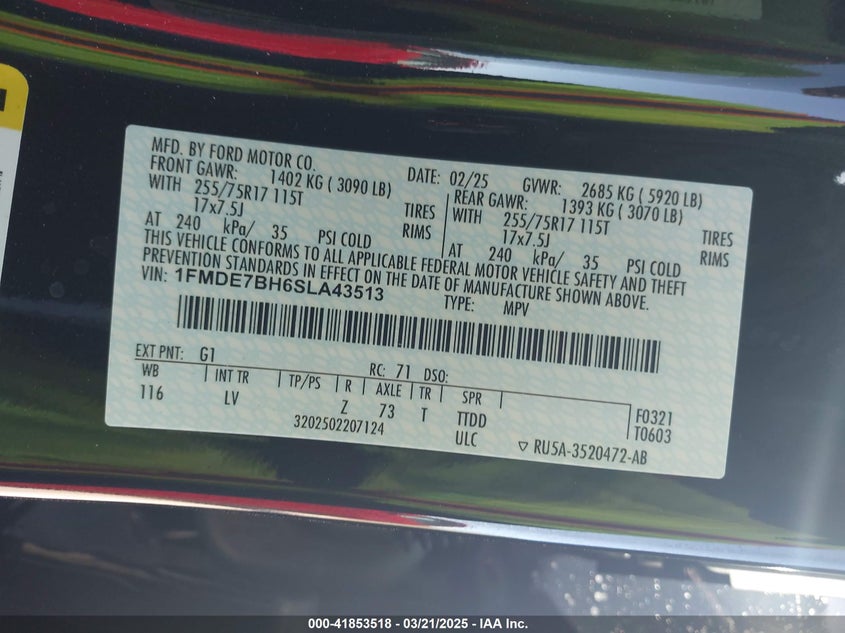 MFD. BY FORD MOTOR CO.
DATE: 02/25 GVWR: 2685 KG ( 5920 LB)
FRONT GAWR: 1402 KG ( 3090 LB)
REAR GAWR: 1393 KG ( 3070 LB)
WITH 255/75R17 115T TIRES
WITH 255/75R17 115T TIRES
17x7.5J RIMS
17x7.5J RIMS
AT 240 kPa/ 35 PSI COLD
AT 240 kPa/ 35 PSI COLD
THIS VEHICLE CONFORMS TO ALL APPLICABLE FEDERAL MOTOR VEHICLE SAFETY AND THEFT
PREVENTION STANDARDS IN EFFECT ON THE DATE OF MANUFACTURE SHOWN ABOVE.
VIN: 1FMDE7BH6SLA43513
TYPE: MPV
EXT PNT: G1 RC: 71 DSO:
WB INT TR TP/PS R AXLE TR SPR
116 LV Z 73 T TTDD
F0321
3202502207124 ULC
T0603
RU5A-3520472-AB
000-41853518 - 03/21/2025 - IAA Inc.